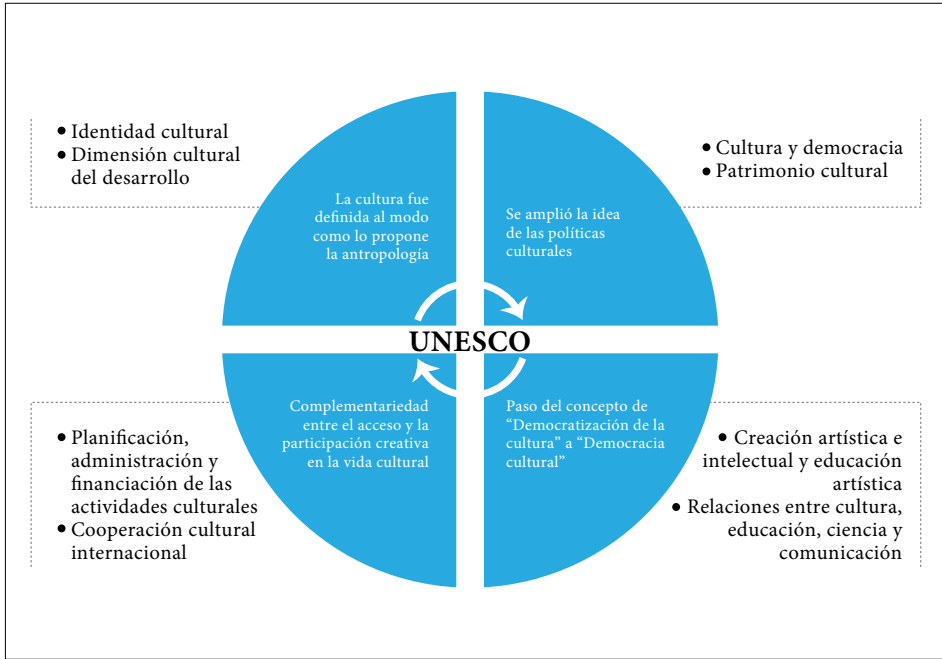 • Identidad cultural
• Dimensión cultural
del desarrollo
La cultura fue
definida al modo
como lo propone
la antropología
Se amplió la idea
de las políticas
culturales
• Cultura y democracia
• Patrimonio cultural
UNESCO
• Planificación,
administración y
financiación de las
actividades culturales
• Cooperación cultural
internacional
Complementariedad
entre el acceso y la
participación creativa
en la vida cultural
Paso del concepto de
“Democratización de la
cultura” a “Democracia
cultural”
• Creación artística e
intelectual y educación
artística
• Relaciones entre cultura,
educación, ciencia y
comunicación